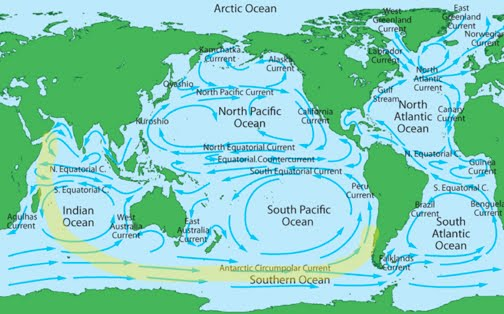 Arctic Ocean
West
Greenland
Current
East
Greenland
Current
Norwegian
Current
Kamchatka
Current
Alaska
Current
Labrador
Current
North
Atlantic
Current
Oyashio
North Pacific Current
Gulf
Stream
Kuroshio
North Pacific
Ocean
California
Current
North
Atlantic
Ocean
Canary
Current
North Equatorial Current
Equatorial Countercurrent
South Equatorial Current
N. Equatorial C.
N. Equatorial C.
Guinea
Current
S. Equatorial C.
S. Equatorial C.
Peru
Current
Agulhas
Current
Indian
Ocean
West
Australia
Current
East
Australia
Current
South Pacific
Ocean
Brazil
Current
South
Atlantic
Ocean
Benguela
Current
Falklands
Current
Antarctic Circumpolar Current
Southern Ocean